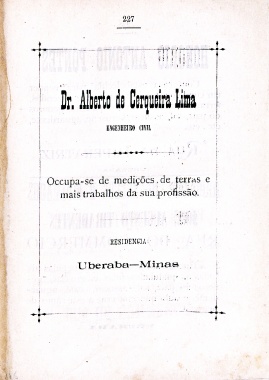 227
Dr. Alberto de Cerqueira Lima
ENGENHEIRO CIVIL
Occupa-se de medições de terras e
mais trabalhos da sua profissão.
RESIDENCIA
Uberaba—Minas